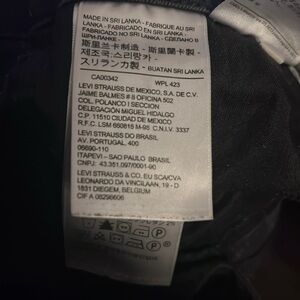 MADE IN SRI LANKA - FABRIQUE AU SRI
LANKA - FABRICADO EN SRI LANKA -
FABRICADO NO SRI LANKA - СДЕЛАНО В
ШРИ-ЛАНКЕ -
斯里兰卡制造 - 斯里蘭卡製 -
제조국: 스리랑카 -
スリランカ製 - BUATAN SRI LANKA
CA00342 WPL 423
LEVI STRAUSS DE MEXICO, S.A. DE C.V.
JAIME BALMES # 8 OFICINA 502
COL. POLANCO I SECCION
DELEGACIÓN MIGUEL HIDALGO
C.P. 11510 CIUDAD DE MEXICO
R.F.C. LSM 660818 M-95 C.N.I.V. 3337
LEVI STRAUSS DO BRASIL
AV. PORTUGAL, 400
06690-110
ITAPEVI - SAO PAULO BRASIL
CNPJ: 43.351.097/0001-90
LEVI STRAUSS & CO. EU SCA/CVA
LEONARDO DA VINCILAAN, 19 - D
1831 DIEGEM, BELGIUM
CIF A 08298606